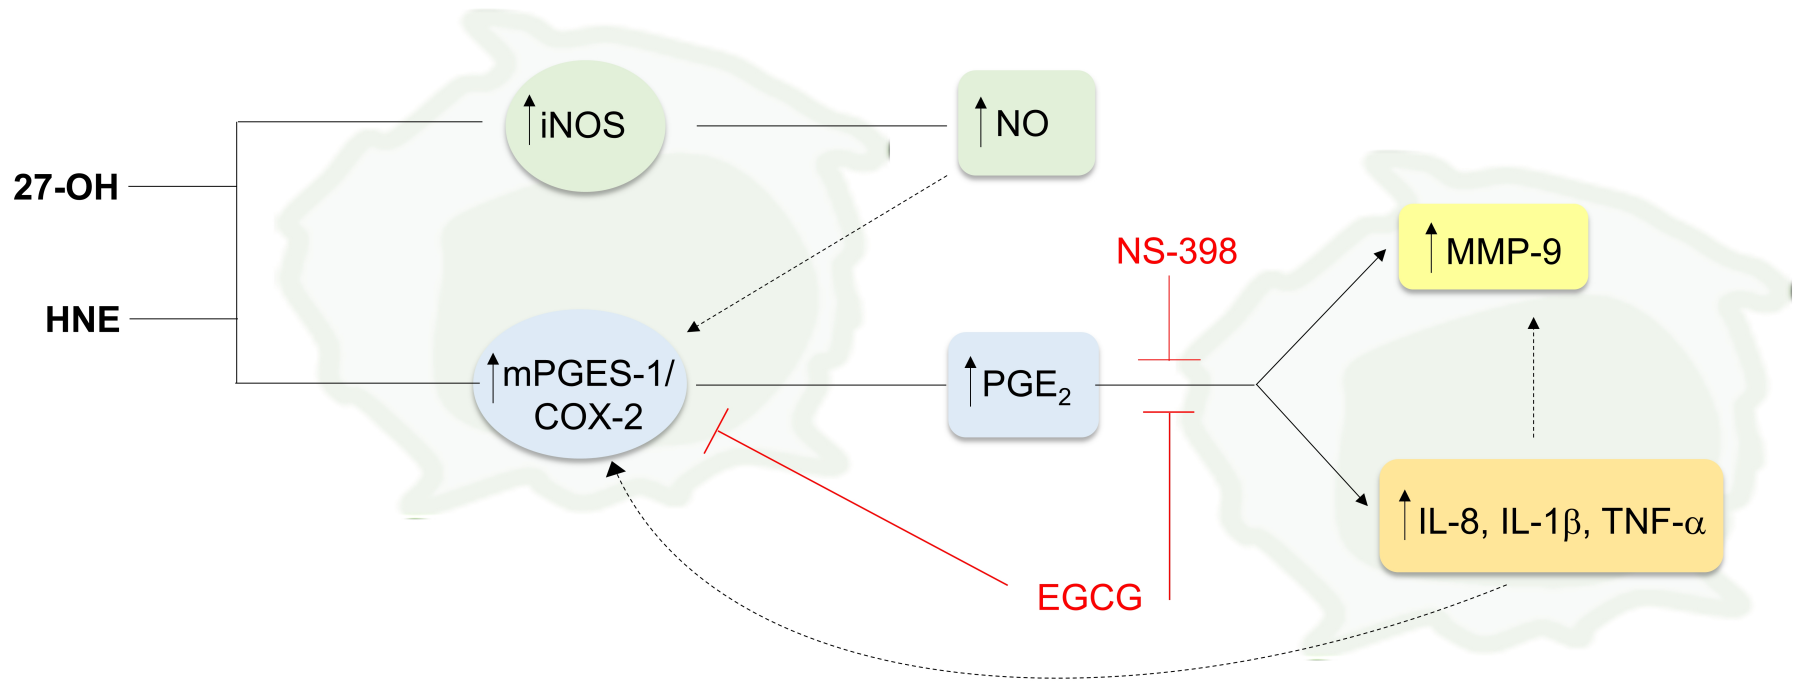 iNOS
NO
27-OH
NS-398
MMP-9
HNE
mPGES-1/
COX-2
PGE₂
IL-8, IL-1β, TNF-α
EGCG